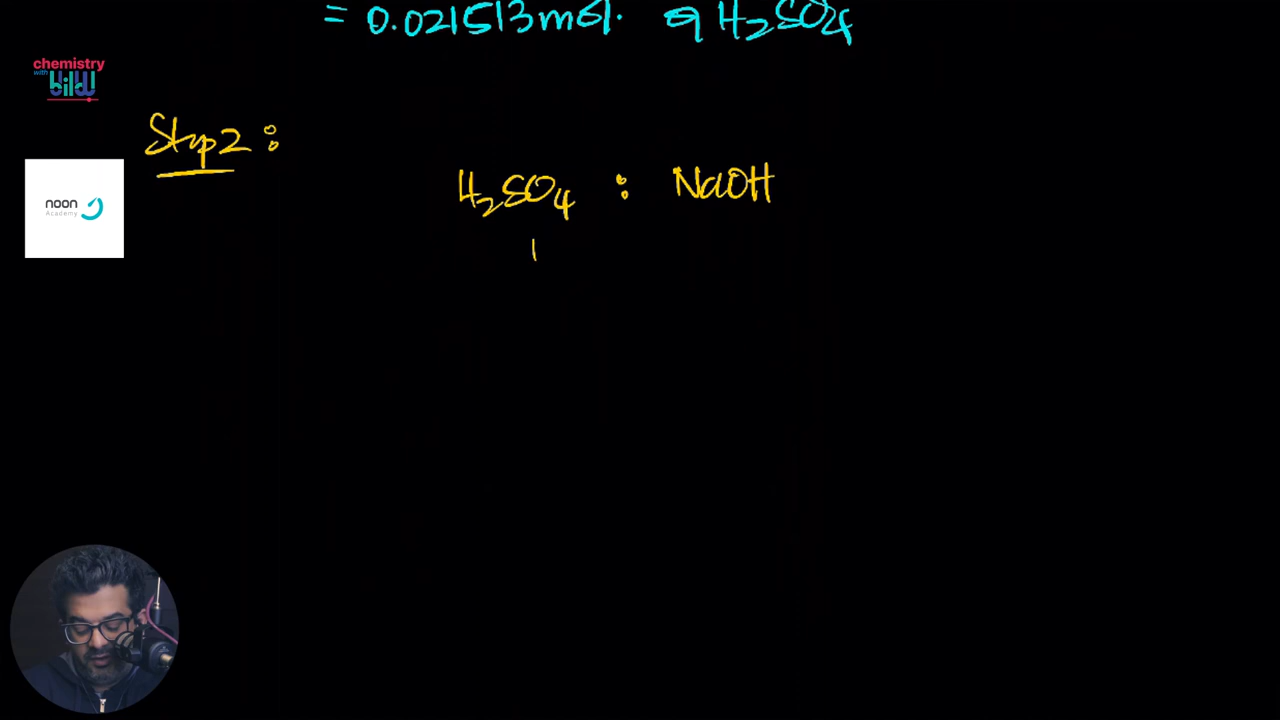 = 0.021513 mol. of H₂SO₄
chemistry
with bilal
Step 2 :
H₂SO₄ : NaOH
noon
Academy
1